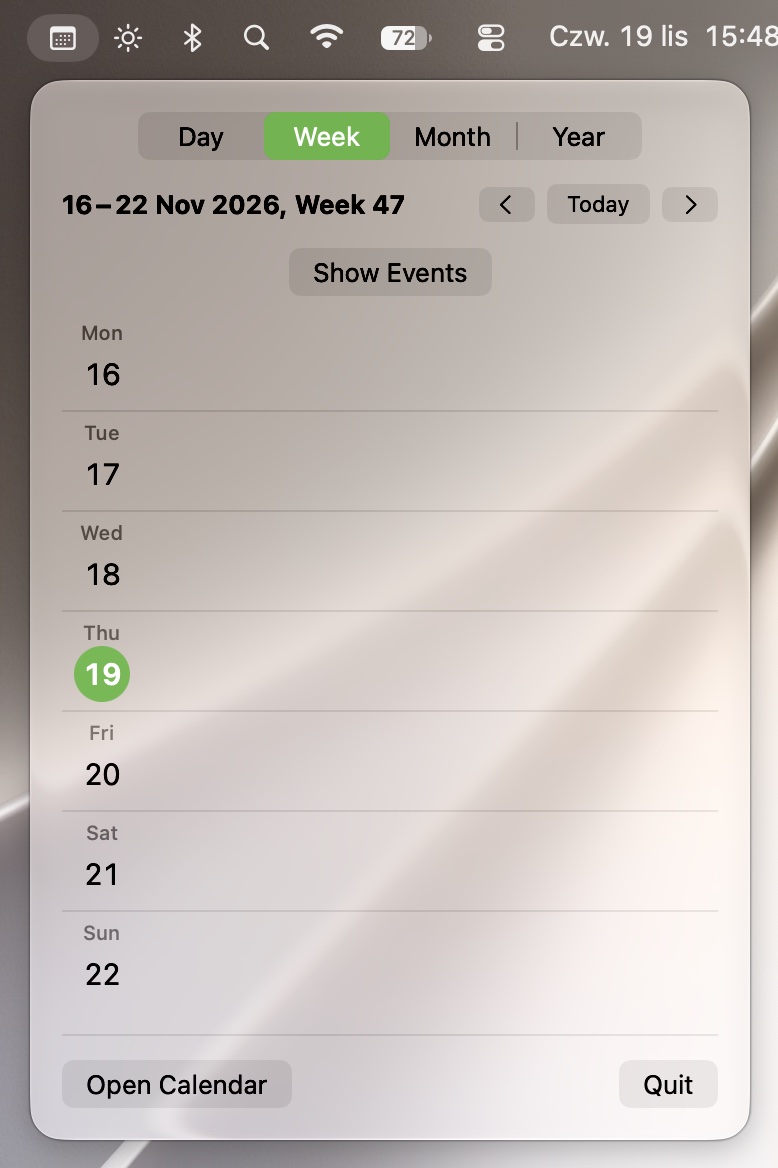 72 Czw. 19 lis 15:48
Day Week Month Year
16–22 Nov 2026, Week 47 Today
Show Events
Mon
16
Tue
17
Wed
18
Thu
19
Fri
20
Sat
21
Sun
22
Open Calendar Quit